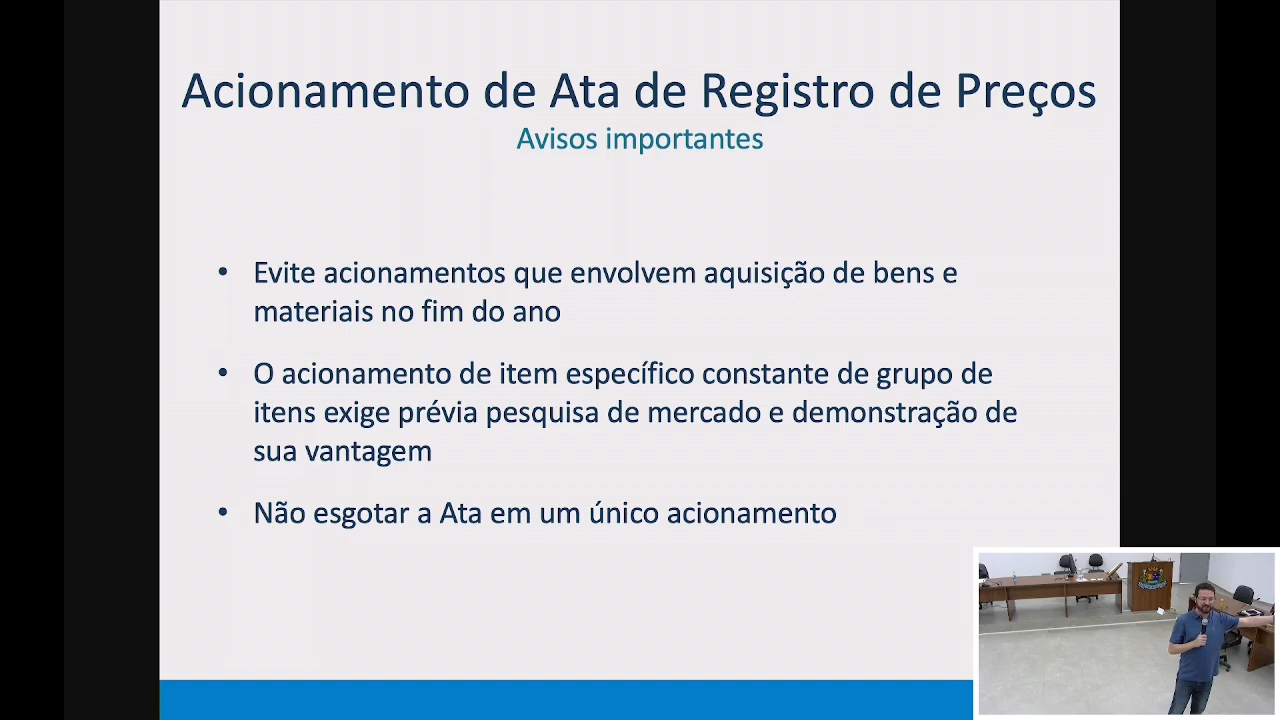 Acionamento de Ata de Registro de Preços
Avisos importantes
• Evite acionamentos que envolvem aquisição de bens e
materiais no fim do ano
• O acionamento de item específico constante de grupo de
itens exige prévia pesquisa de mercado e demonstração de
sua vantagem
• Não esgotar a Ata em um único acionamento